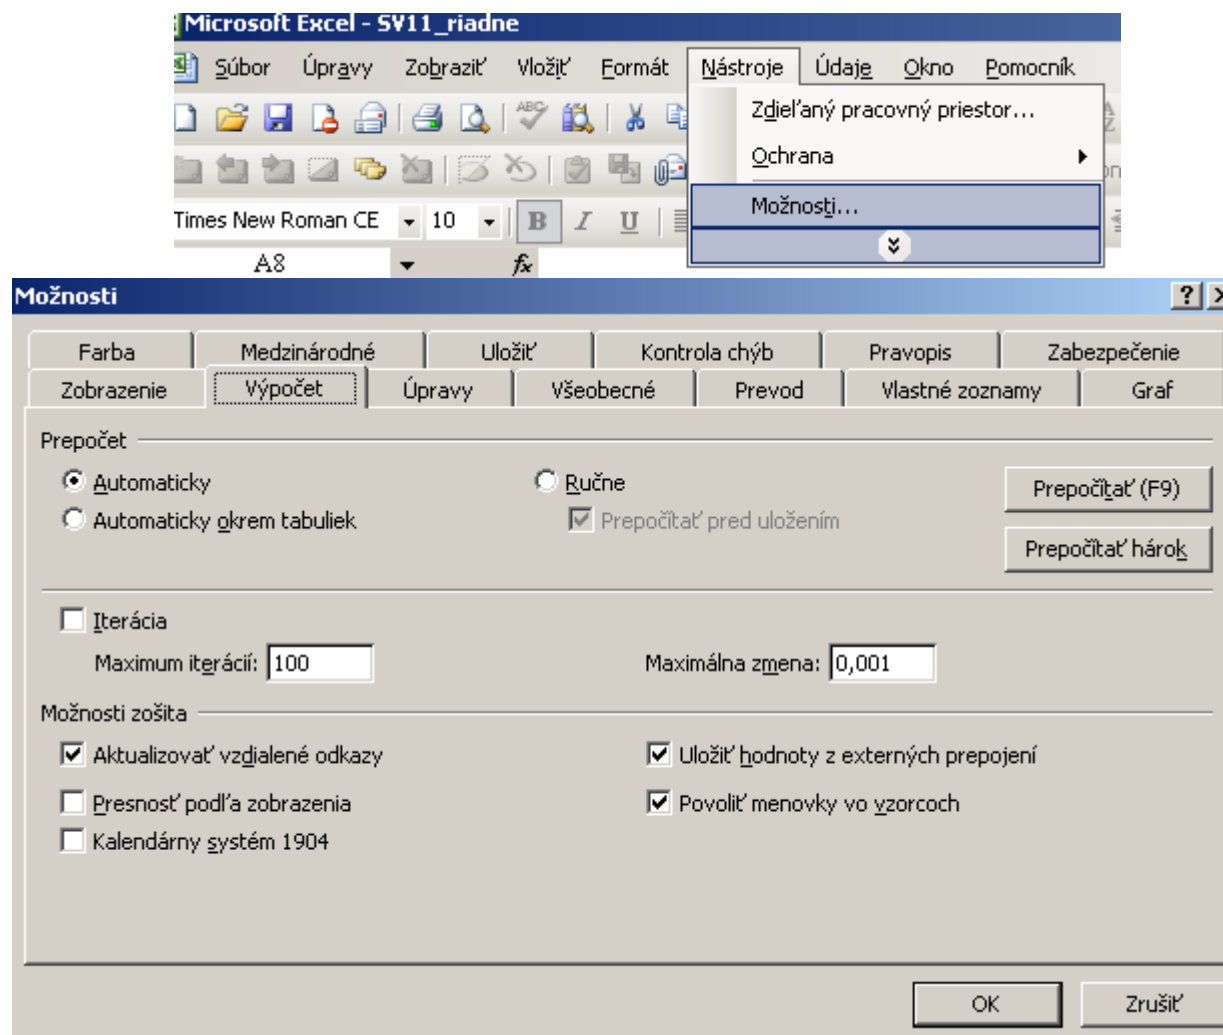 Microsoft Excel - SV11_riadne
Súbor Úpravy Zobraziť Vložiť Formát Nástroje Údaje Okno Pomocník
Zdieľaný pracovný priestor...
Ochrana
Možnosti...
Times New Roman CE 10 B I U
A8 fx
Možnosti
Farba Medzinárodné Uložiť Kontrola chýb Pravopis Zabezpečenie
Zobrazenie Výpočet Úpravy Všeobecné Prevod Vlastné zoznamy Graf
Prepočet
Automaticky Ručne Prepočítať (F9)
Automaticky okrem tabuliek Prepočítať pred uložením
Prepočítať hárok
Iterácia
Maximum iterácií: 100 Maximálna zmena: 0,001
Možnosti zošita
Aktualizovať vzdialené odkazy Uložiť hodnoty z externých prepojení
Presnosť podľa zobrazenia Povoliť menovky vo vzorcoch
Kalendárny systém 1904
OK Zrušiť